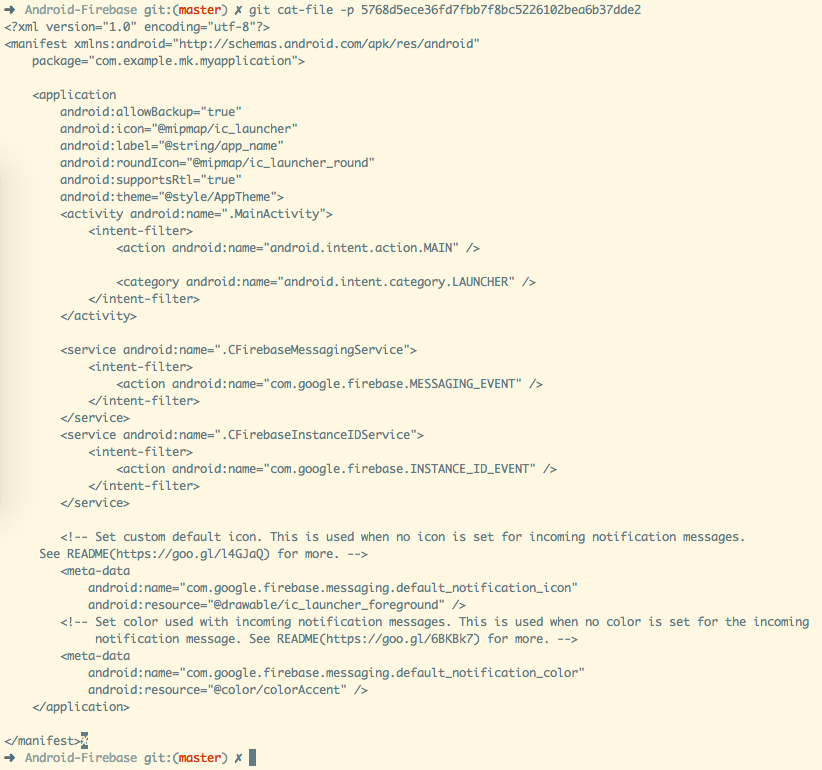 ➜  Android-Firebase git:(master) ✗ git cat-file -p 5768d5ece36fd7fbb7f8bc5226102bea6b37dde2
<?xml version="1.0" encoding="utf-8"?>
<manifest xmlns:android="http://schemas.android.com/apk/res/android"
    package="com.example.mk.myapplication">

    <application
        android:allowBackup="true"
        android:icon="@mipmap/ic_launcher"
        android:label="@string/app_name"
        android:roundIcon="@mipmap/ic_launcher_round"
        android:supportsRtl="true"
        android:theme="@style/AppTheme">
        <activity android:name=".MainActivity">
            <intent-filter>
                <action android:name="android.intent.action.MAIN" />

                <category android:name="android.intent.category.LAUNCHER" />
            </intent-filter>
        </activity>

        <service android:name=".CFirebaseMessagingService">
            <intent-filter>
                <action android:name="com.google.firebase.MESSAGING_EVENT" />
            </intent-filter>
        </service>
        <service android:name=".CFirebaseInstanceIDService">
            <intent-filter>
                <action android:name="com.google.firebase.INSTANCE_ID_EVENT" />
            </intent-filter>
        </service>

        <!-- Set custom default icon. This is used when no icon is set for incoming notification messages.
     See README(https://goo.gl/l4GJaQ) for more. -->
        <meta-data
            android:name="com.google.firebase.messaging.default_notification_icon"
            android:resource="@drawable/ic_launcher_foreground" />
        <!-- Set color used with incoming notification messages. This is used when no color is set for the incoming
             notification message. See README(https://goo.gl/6BKBk7) for more. -->
        <meta-data
            android:name="com.google.firebase.messaging.default_notification_color"
            android:resource="@color/colorAccent" />
    </application>

</manifest>%
➜  Android-Firebase git:(master) ✗